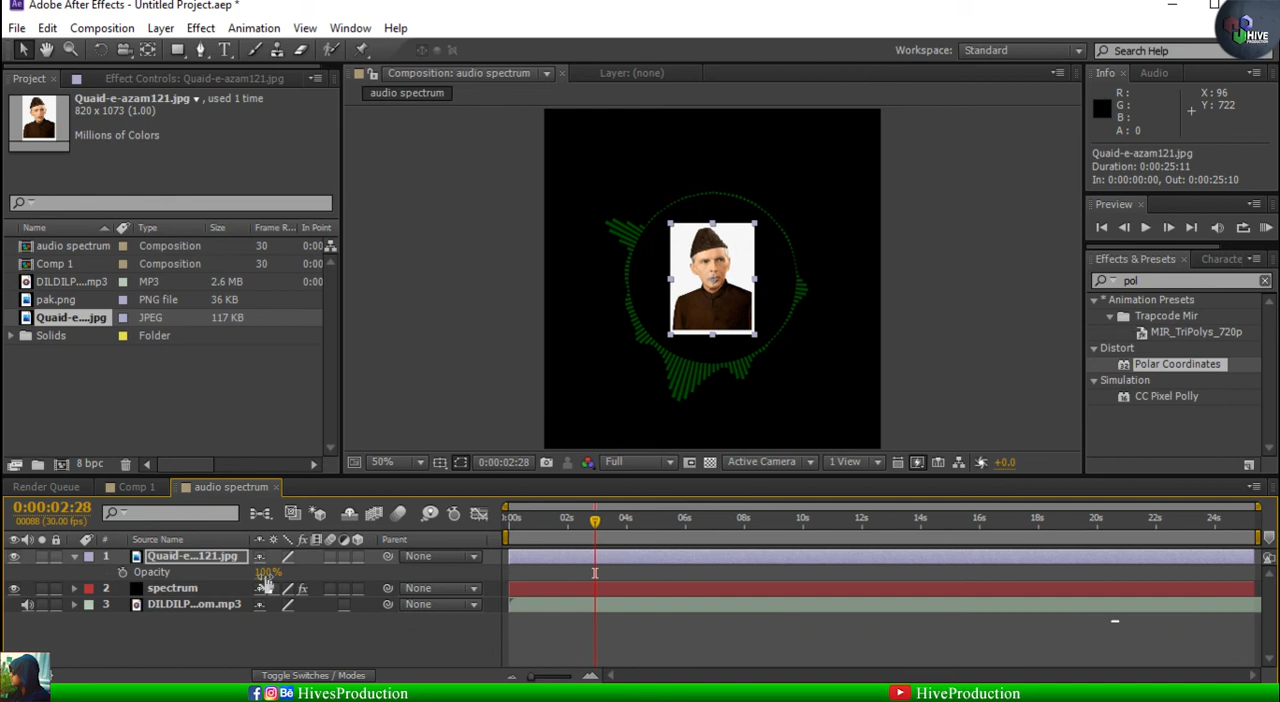 Adobe After Effects - Untitled Project.aep *
File Edit Composition Layer Effect Animation View Window Help
HIVE
PRODUCTION
Workspace: Standard Search Help
Project Effect Controls: Quaid-e-azam121.jpg
Composition: audio spectrum Layer: (none)
Info Audio
audio spectrum
Quaid-e-azam121.jpg , used 1 time
820 x 1073 (1.00)
Millions of Colors
R :
G :
B :
A : 0
X : 96
Y : 722
Quaid-e-azam121.jpg
Duration: 0:00:25:11
In: 0:00:00:00, Out: 0:00:25:10
Preview
Name Type Size Frame R... In Point
audio spectrum Composition 30 0:00
Comp 1 Composition 30 0:00
DILDILP....mp3 MP3 2.6 MB 0:00
pak.png PNG file 36 KB
Quaid-e....jpg JPEG 117 KB
Solids Folder
Effects & Presets Characte
pol
* Animation Presets
Trapcode Mir
MIR_TriPolys_720p
Distort
Polar Coordinates
Simulation
CC Pixel Polly
8 bpc
50% 0:00:02:28 Full Active Camera 1 View +0.0
Render Queue Comp 1 audio spectrum
0:00:02:28
00088 (30.00 fps)
:00s 02s 04s 06s 08s 10s 12s 14s 16s 18s 20s 22s 24s
# Source Name Parent
1 Quaid-e...121.jpg None
Opacity 100%
2 spectrum fx None
3 DILDILP...om.mp3 None
Toggle Switches / Modes
HivesProduction HiveProduction